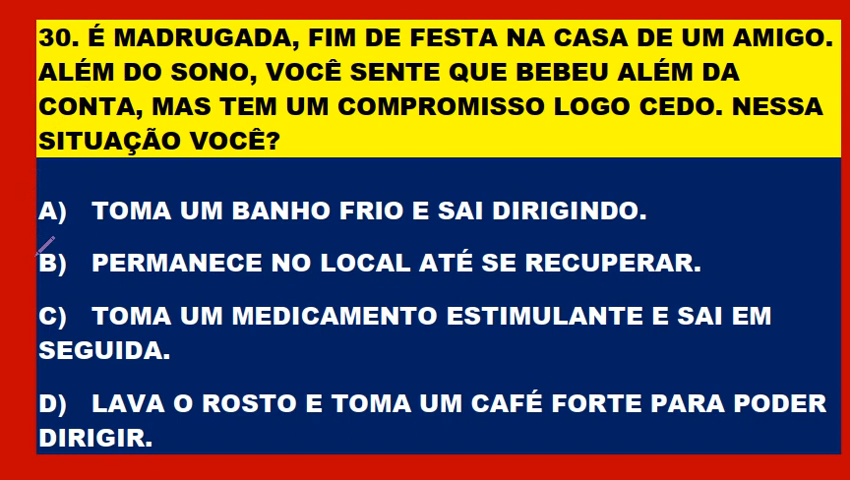 30. É MADRUGADA, FIM DE FESTA NA CASA DE UM AMIGO.
ALÉM DO SONO, VOCÊ SENTE QUE BEBEU ALÉM DA
CONTA, MAS TEM UM COMPROMISSO LOGO CEDO. NESSA
SITUAÇÃO VOCÊ?
A) TOMA UM BANHO FRIO E SAI DIRIGINDO.
B) PERMANECE NO LOCAL ATÉ SE RECUPERAR.
C) TOMA UM MEDICAMENTO ESTIMULANTE E SAI EM
SEGUIDA.
D) LAVA O ROSTO E TOMA UM CAFÉ FORTE PARA PODER
DIRIGIR.